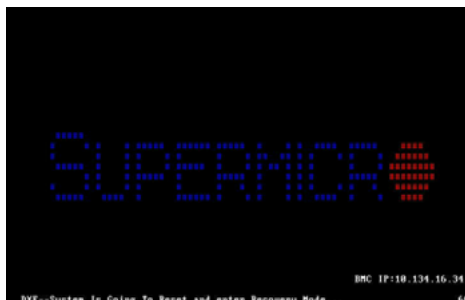 SUPERMICRO
BMC IP:10.134.16.34
DXE--System is Going To Reset and enter Recovery Mode